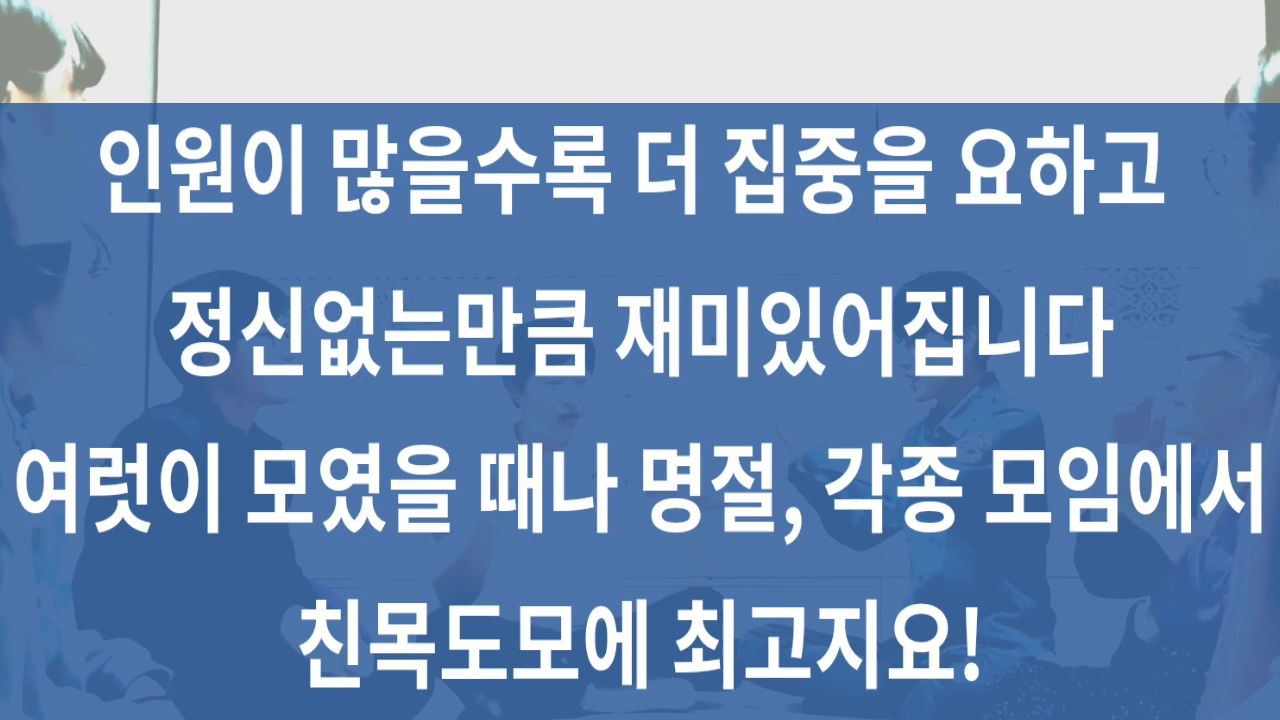 인원이 많을수록 더 집중을 요하고
정신없는만큼 재미있어집니다
여럿이 모였을 때나 명절, 각종 모임에서
친목도모에 최고지요!